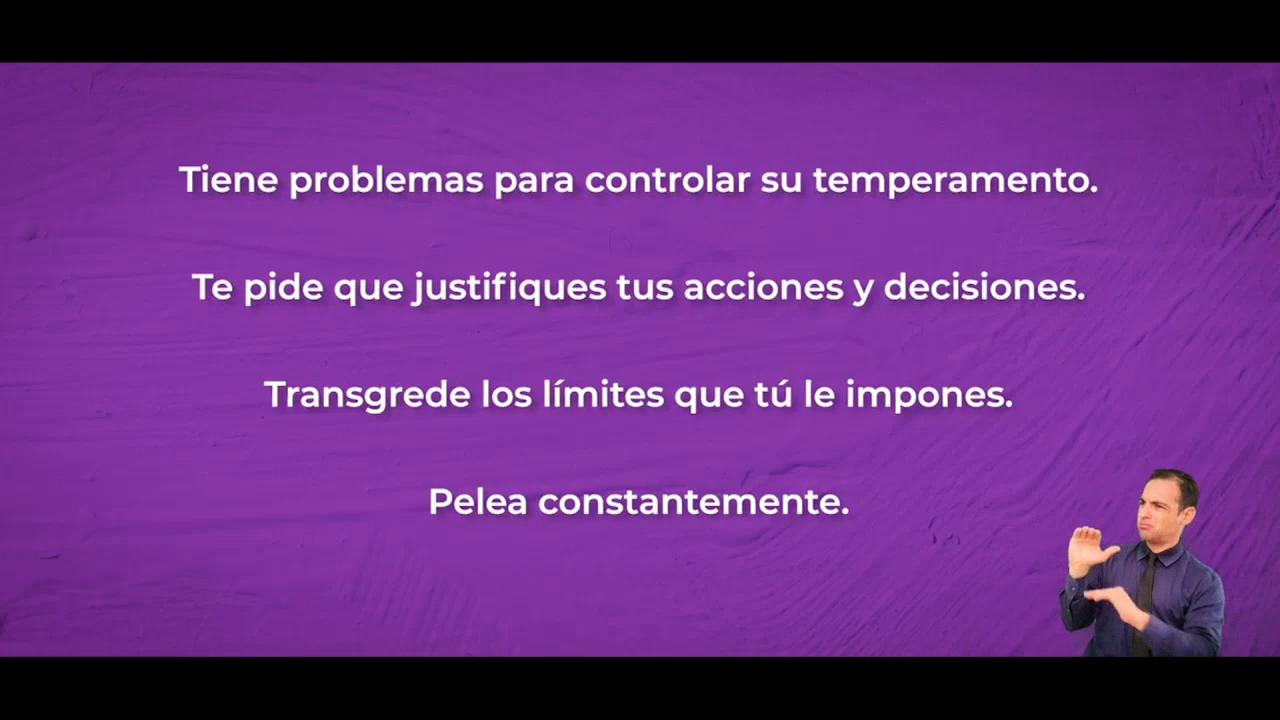 Tiene problemas para controlar su temperamento.
Te pide que justifiques tus acciones y decisiones.
Transgrede los límites que tú le impones.
Pelea constantemente.